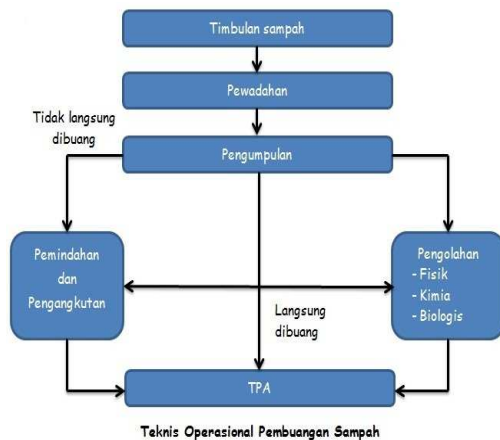 Timbulan sampah
Pewadahan
Tidak langsung
dibuang
Pengumpulan
Pemindahan
dan
Pengangkutan
Pengolahan
- Fisik
- Kimia
- Biologis
Langsung
dibuang
TPA
Teknis Operasional Pembuangan Sampah